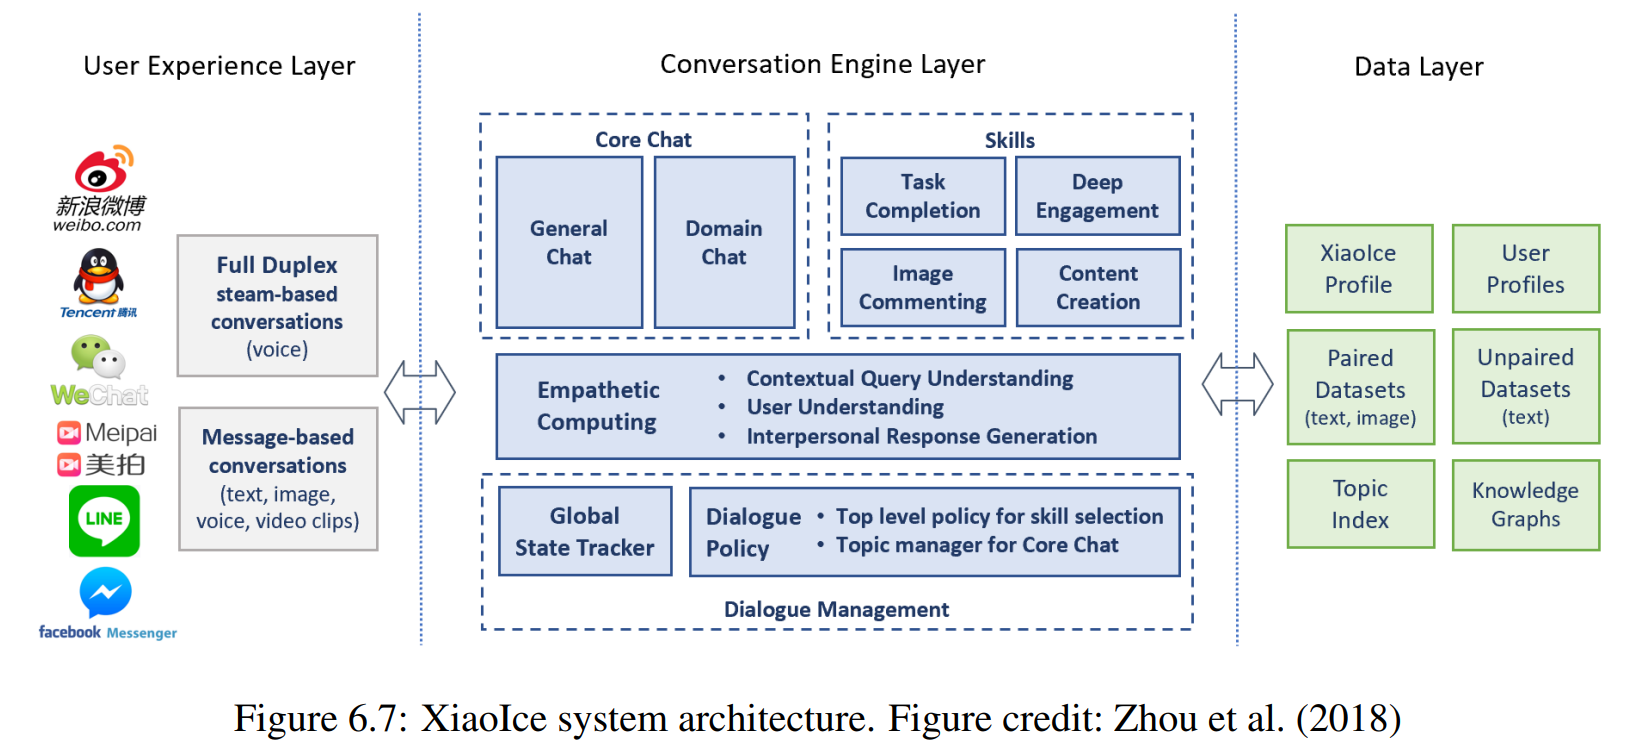 User Experience Layer
Conversation Engine Layer
Data Layer
新浪微博
weibo.com
Tencent 腾讯
WeChat
Meipai
美拍
LINE
facebook Messenger
Full Duplex
steam-based
conversations
(voice)
Message-based
conversations
(text, image,
voice, video clips)
Core Chat
General
Chat
Domain
Chat
Skills
Task
Completion
Deep
Engagement
Image
Commenting
Content
Creation
Empathetic
Computing
• Contextual Query Understanding
• User Understanding
• Interpersonal Response Generation
Global
State Tracker
Dialogue
Policy
• Top level policy for skill selection
• Topic manager for Core Chat
Dialogue Management
XiaoIce
Profile
User
Profiles
Paired
Datasets
(text, image)
Unpaired
Datasets
(text)
Topic
Index
Knowledge
Graphs
Figure 6.7: XiaoIce system architecture. Figure credit: Zhou et al. (2018)